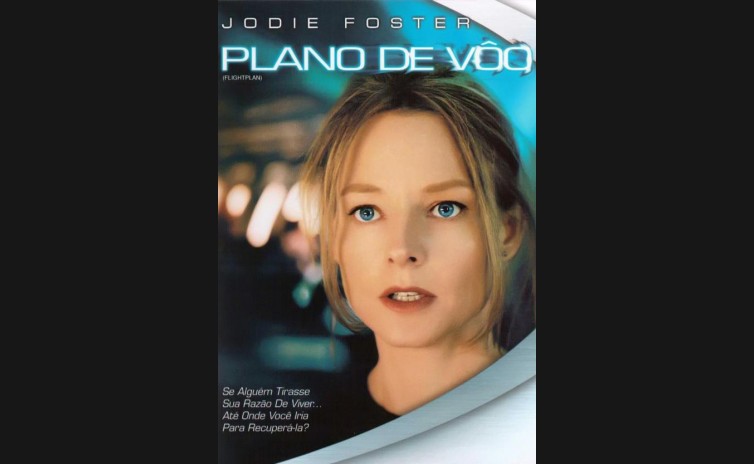 JODIE FOSTER
PLANO DE VÔO
(FLIGHTPLAN)
Se Alguém Tirasse
Sua Razão De Viver...
Até Onde Você Iria
Para Recuperá-la?